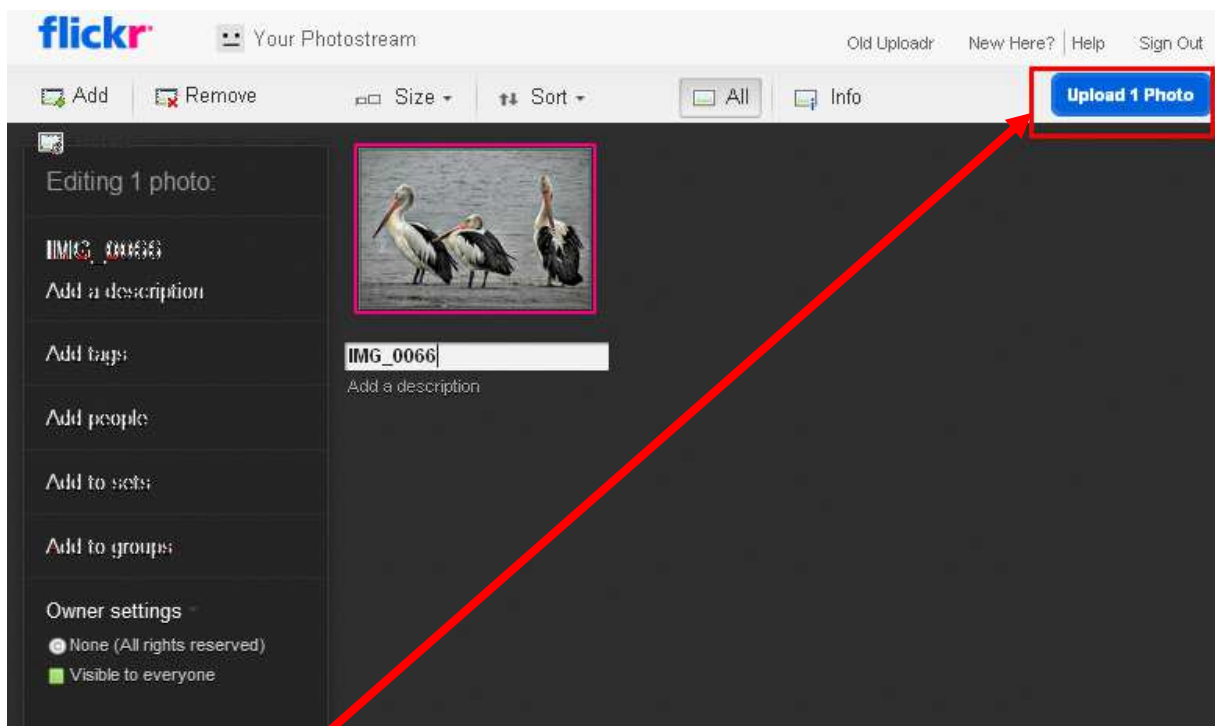 flickr
Your Photostream
Old Uploadr New Here? Help Sign Out
Add Remove Size Sort All Info Upload 1 Photo
Editing 1 photo:
IMG_0066
Add a description
Add tags
Add people
Add to sets
Add to groups
Owner settings
None (All rights reserved)
Visible to everyone
IMG_0066
Add a description